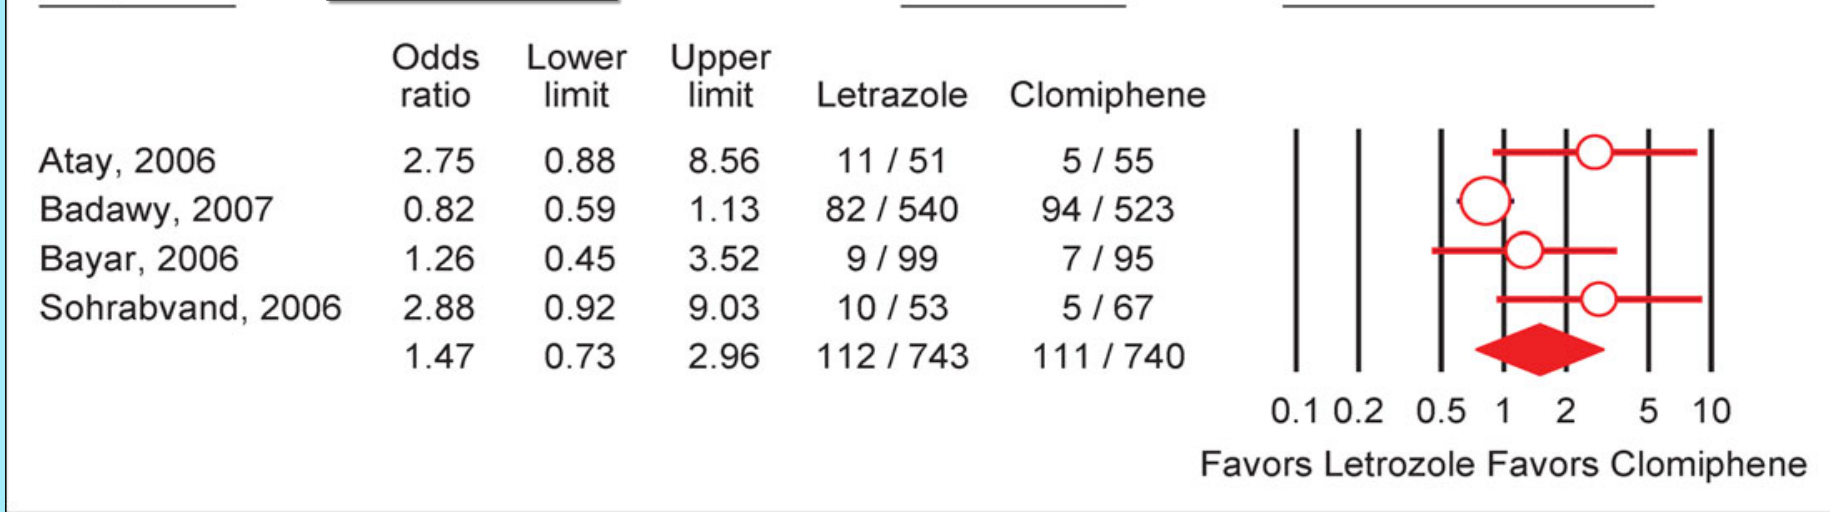 Odds Lower Upper
ratio limit limit Letrazole Clomiphene
Atay, 2006 2.75 0.88 8.56 11 / 51 5 / 55
Badawy, 2007 0.82 0.59 1.13 82 / 540 94 / 523
Bayar, 2006 1.26 0.45 3.52 9 / 99 7 / 95
Sohrabvand, 2006 2.88 0.92 9.03 10 / 53 5 / 67
1.47 0.73 2.96 112 / 743 111 / 740
0.1 0.2 0.5 1 2 5 10
Favors Letrozole Favors Clomiphene